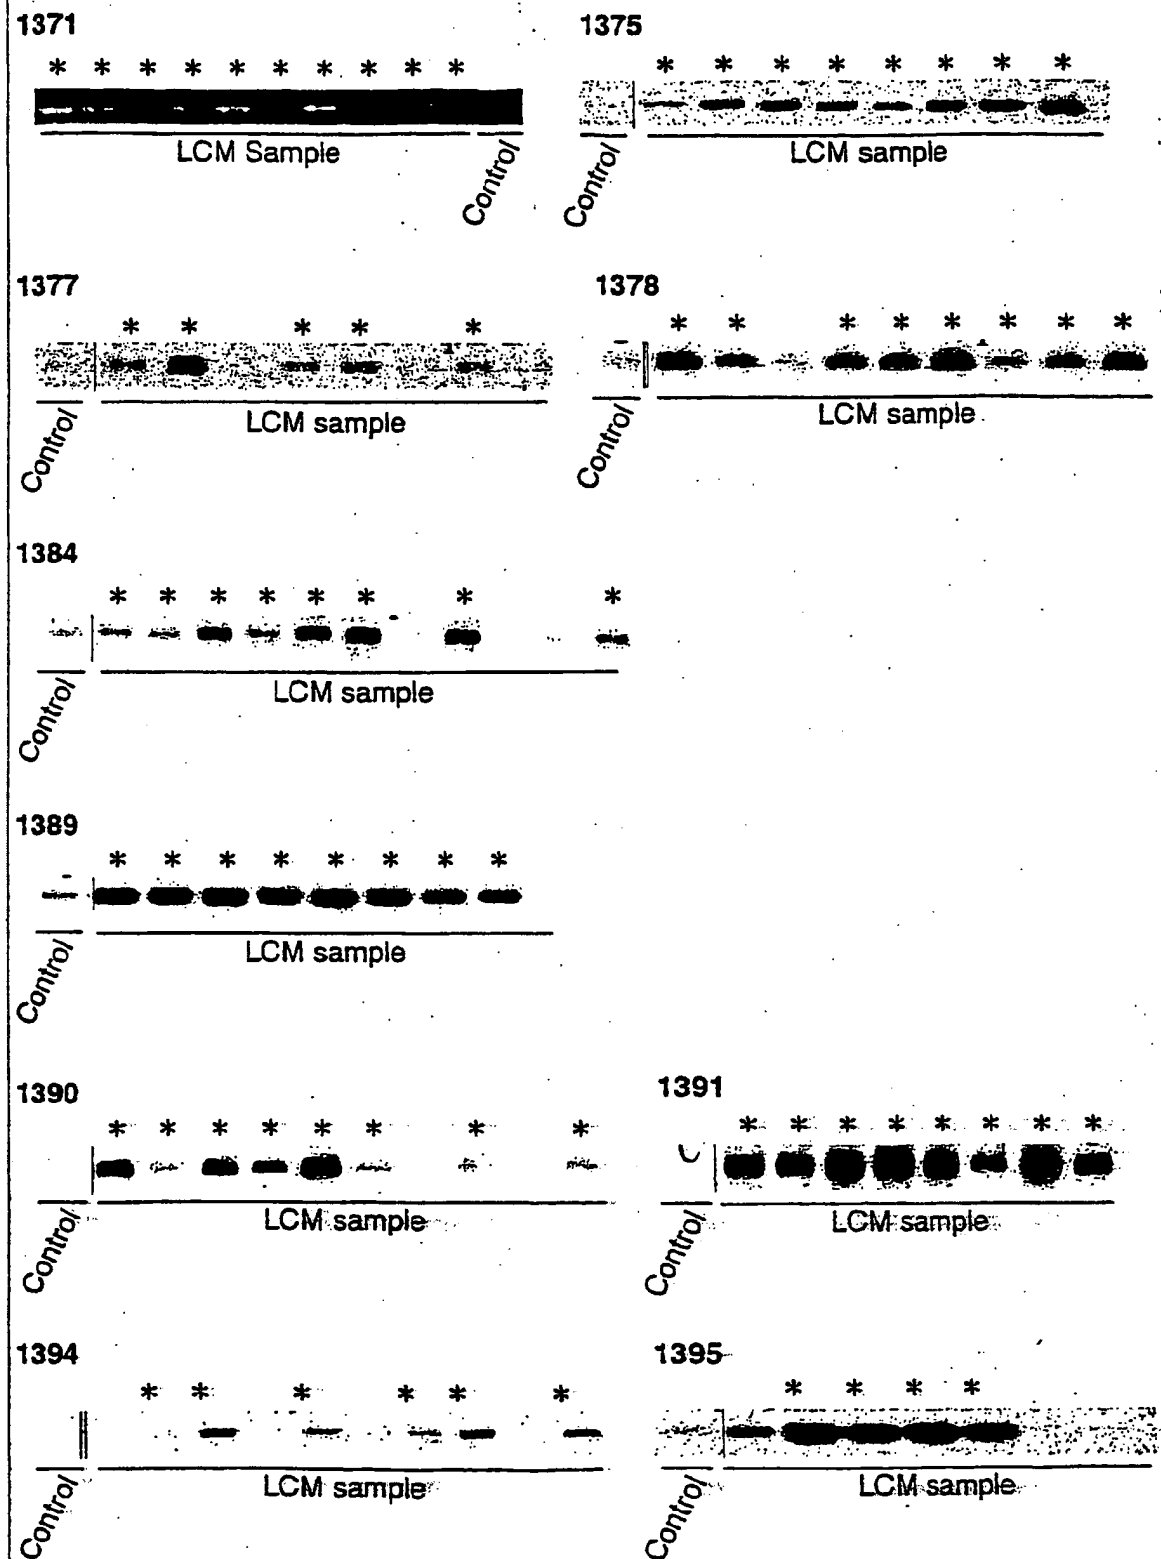 1371
* * * * * * * * * *
LCM Sample
Control
1375
* * * * * * * *
Control
LCM sample
1377
* * * * *
Control
LCM sample
1378
* * * * * * * *
Control
LCM sample
1384
* * * * * * * *
Control
LCM sample
1389
* * * * * * * *
Control
LCM sample
1390
* * * * * * * *
Control
LCM sample
1391
* * * * * * * *
Control
LCM sample
1394
* * * * * *
Control
LCM sample
1395
* * * *
Control
LCM sample